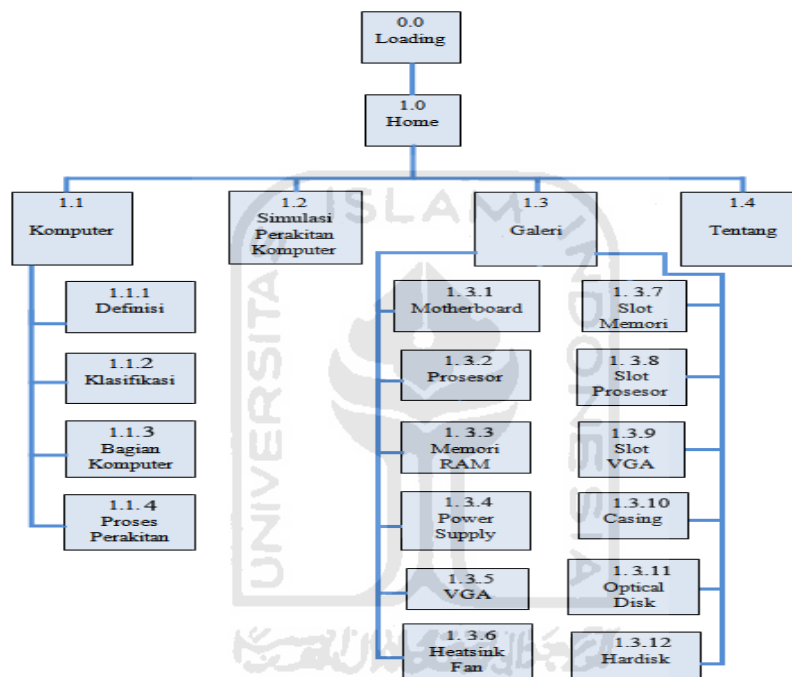 0.0
Loading
1.0
Home
1.1
Komputer
1.2
Simulasi
Perakitan
Komputer
1.3
Galeri
1.4
Tentang
1.1.1
Definisi
1.1.2
Klasifikasi
1.1.3
Bagian
Komputer
1.1. 4
Proses
Perakitan
1. 3.1
Motherboard
1.3.2
Prosesor
1. 3.3
Memori
RAM
1.3.4
Power
Supply
1.3.5
VGA
1. 3.6
Heatsink
Fan
1. 3.7
Slot
Memori
1. 3.8
Slot
Prosesor
1.3.9
Slot
VGA
1.3.10
Casing
1. 3.11
Optical
Disk
1.3.12
Hardisk
UNIVERSITAS
ISLAM
INDONESIA